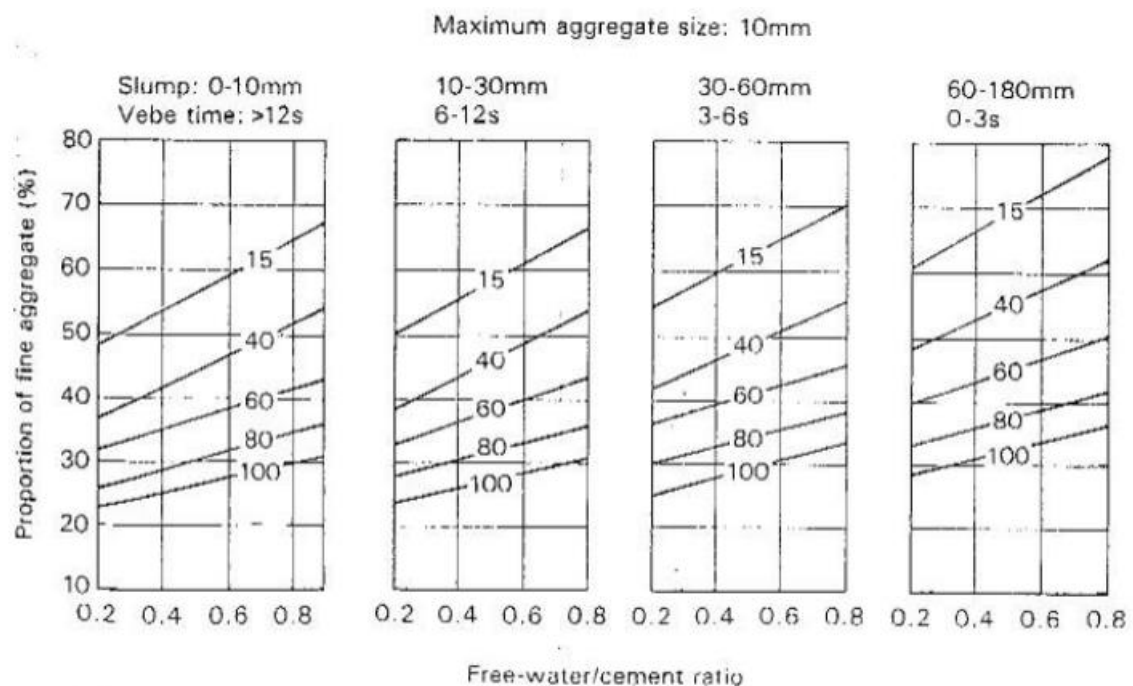 Maximum aggregate size: 10mm
Slump: 0-10mm
Vebe time: >12s
10-30mm
6-12s
30-60mm
3-6s
60-180mm
0-3s
Proportion of fine aggregate (%)
80
70
60
50
40
30
20
10
15
40
60
80
100
15
40
60
80
100
15
40
60
80
100
15
40
60
80
100
0.2 0.4 0.6 0.8
0.2 0.4 0.6 0.8
0.2 0.4 0.6 0.8
0.2 0.4 0.6 0.8
Free-water/cement ratio